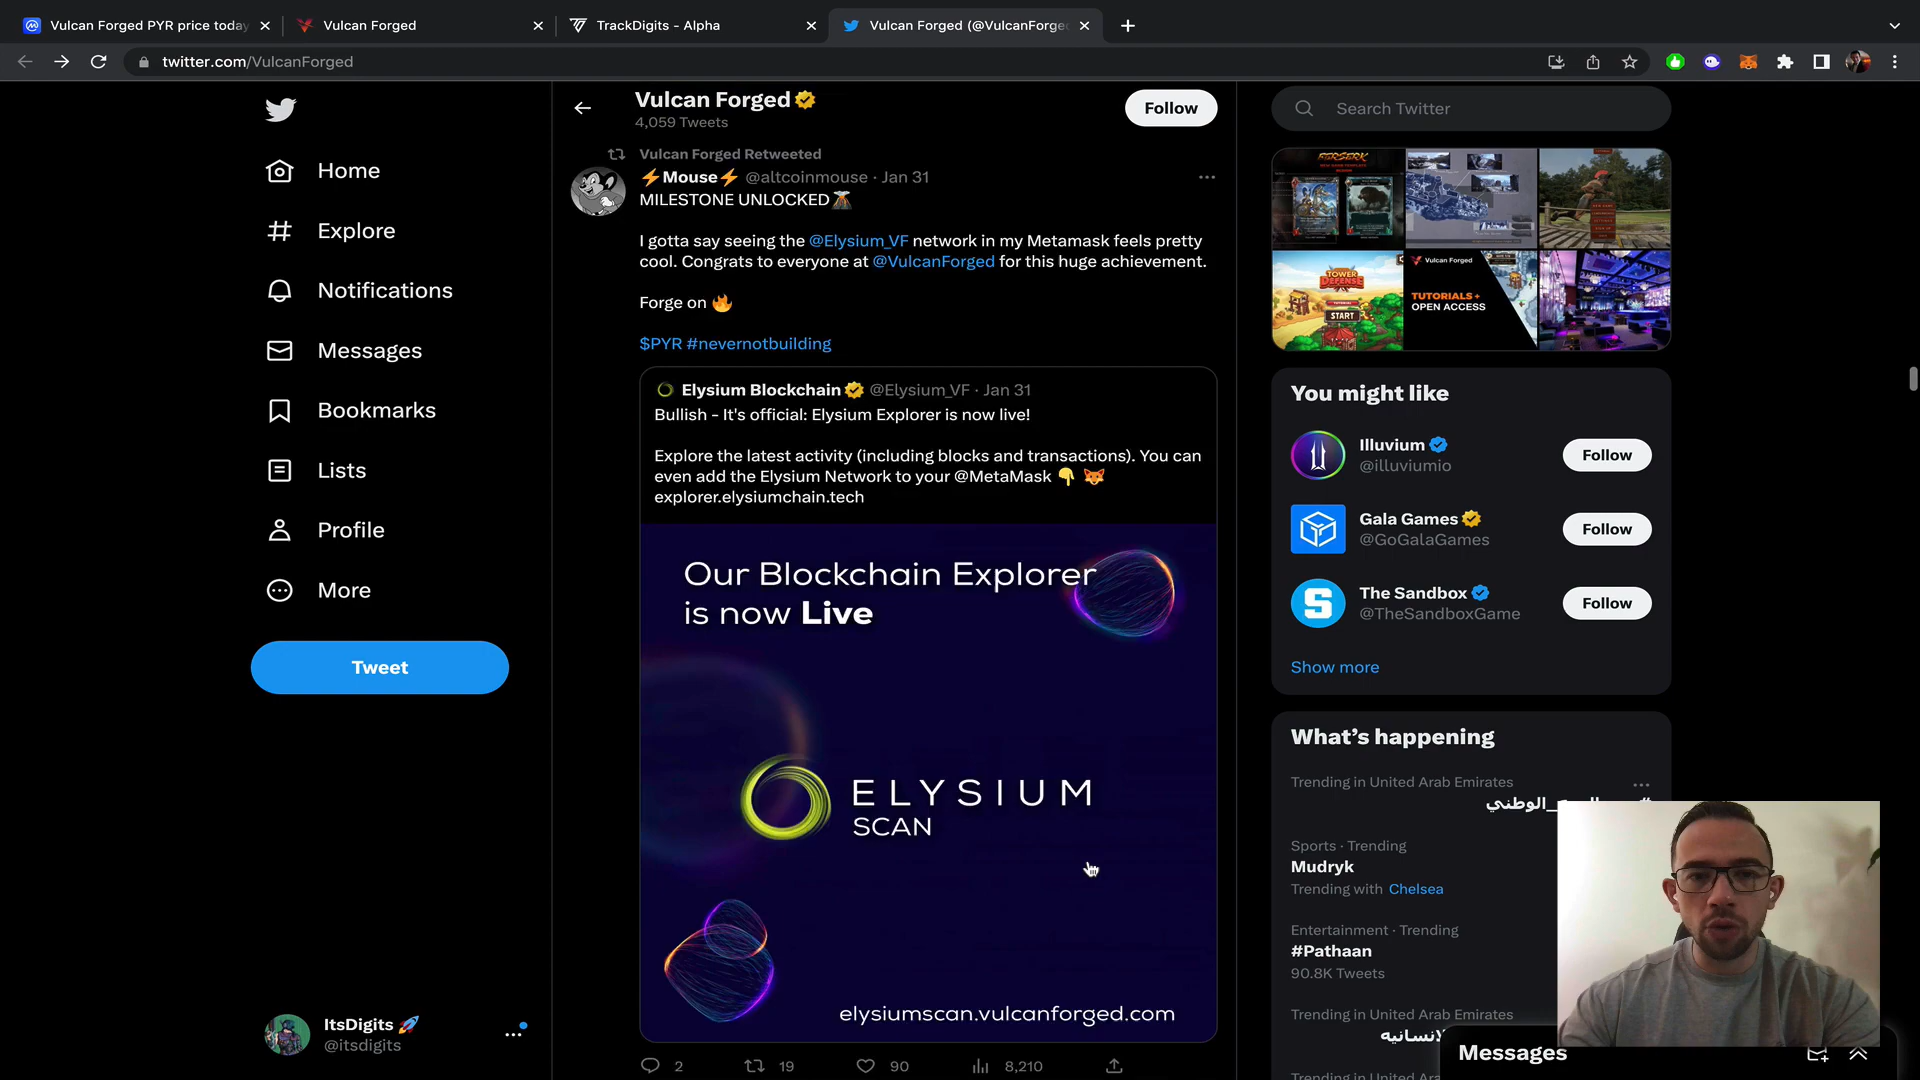 Vulcan Forged PYR price today
Vulcan Forged
TrackDigits - Alpha
Vulcan Forged (@VulcanForge
twitter.com/VulcanForged
Home
Explore
Notifications
Messages
Bookmarks
Lists
Profile
More
Tweet
ItsDigits 🚀
@itsdigits
Vulcan Forged
4,059 Tweets
Follow
Vulcan Forged Retweeted
⚡Mouse⚡ @altcoinmouse · Jan 31
MILESTONE UNLOCKED🌋
I gotta say seeing the @Elysium_VF network in my Metamask feels pretty
cool. Congrats to everyone at @VulcanForged for this huge achievement.
Forge on 🔥
$PYR #nevernotbuilding
Elysium Blockchain @Elysium_VF · Jan 31
Bullish - It's official: Elysium Explorer is now live!
Explore the latest activity (including blocks and transactions). You can
even add the Elysium Network to your @MetaMask 👇 🦊
explorer.elysiumchain.tech
Our Blockchain Explorer
is now Live
ELYSIUM
SCAN
elysiumscan.vulcanforged.com
2
19
90
8,210
Search Twitter
TOWER
DEFENSE
START
Vulcan Forged
TUTORIALS +
OPEN ACCESS
You might like
Illuvium
@illuviumio
Follow
Gala Games
@GoGalaGames
Follow
The Sandbox
@TheSandboxGame
Follow
Show more
What's happening
Trending in United Arab Emirates
الوطني
Sports · Trending
Mudryk
Trending with Chelsea
Entertainment · Trending
#Pathaan
90.8K Tweets
Trending in United Arab Emirates
Messages